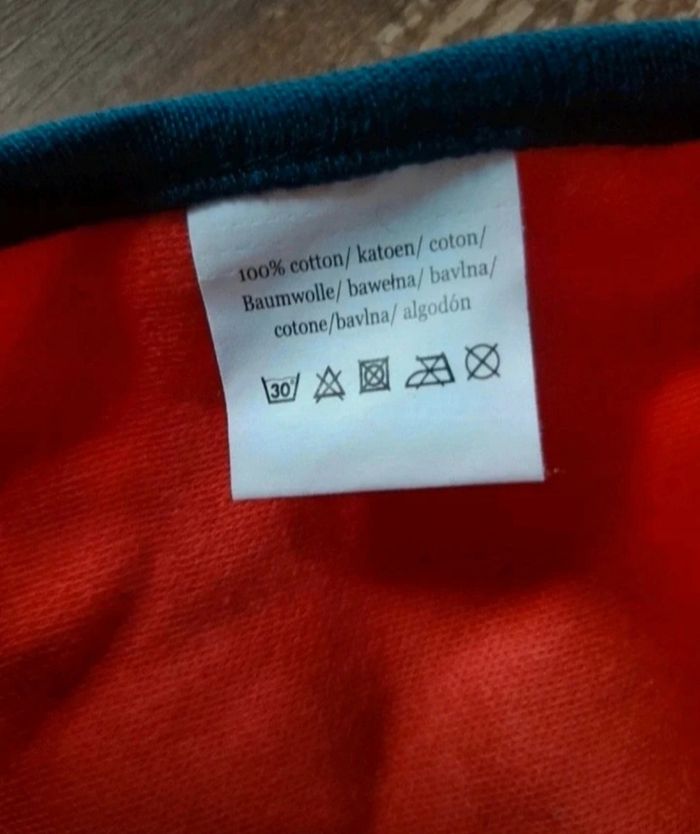 100% cotton/ katoen/ coton/
Baumwolle/ bawełna/ bavlna/
cotone/bavlna/ algodón
30°